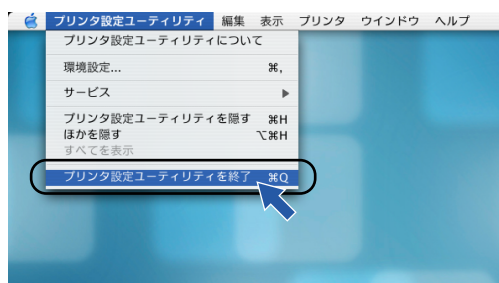 プリンタ設定ユーティリティ 編集 表示 プリンタ ウインドウ ヘルプ
プリンタ設定ユーティリティについて
環境設定... ⌘,
サービス ▶
プリンタ設定ユーティリティを隠す ⌘H
ほかを隠す ⌥⌘H
すべてを表示
プリンタ設定ユーティリティを終了 ⌘Q